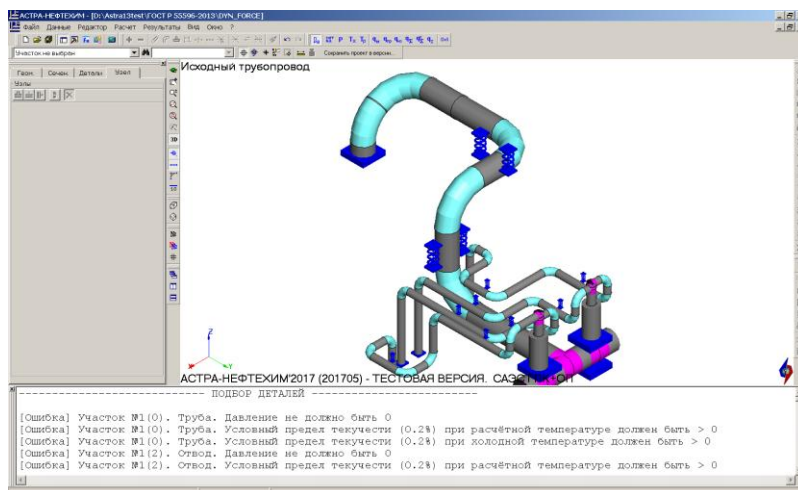 АСТРА-НЕФТЕХИМ - [D:\Astra13test\ГОСТ Р 55596-2013\DYN_FORCE]
Файл Данные Редактор Расчет Результаты Вид Окно ?
Участок не выбран
Сохранить проект в версии...
Геом. Сечен. Детали Узел
Узлы
Исходный трубопровод
z
x y
АСТРА-НЕФТЕХИМ'2017 (201705) - ТЕСТОВАЯ ВЕРСИЯ.
ПОДБОР ДЕТАЛЕЙ
[Ошибка] Участок №1(0). Труба. Давление не должно быть 0
[Ошибка] Участок №1(0). Труба. Условный предел текучести (0.2%) при расчётной температуре должен быть > 0
[Ошибка] Участок №1(0). Труба. Условный предел текучести (0.2%) при холодной температуре должен быть > 0
[Ошибка] Участок №1(2). Отвод. Давление не должно быть 0
[Ошибка] Участок №1(2). Отвод. Условный предел текучести (0.2%) при расчётной температуре должен быть > 0